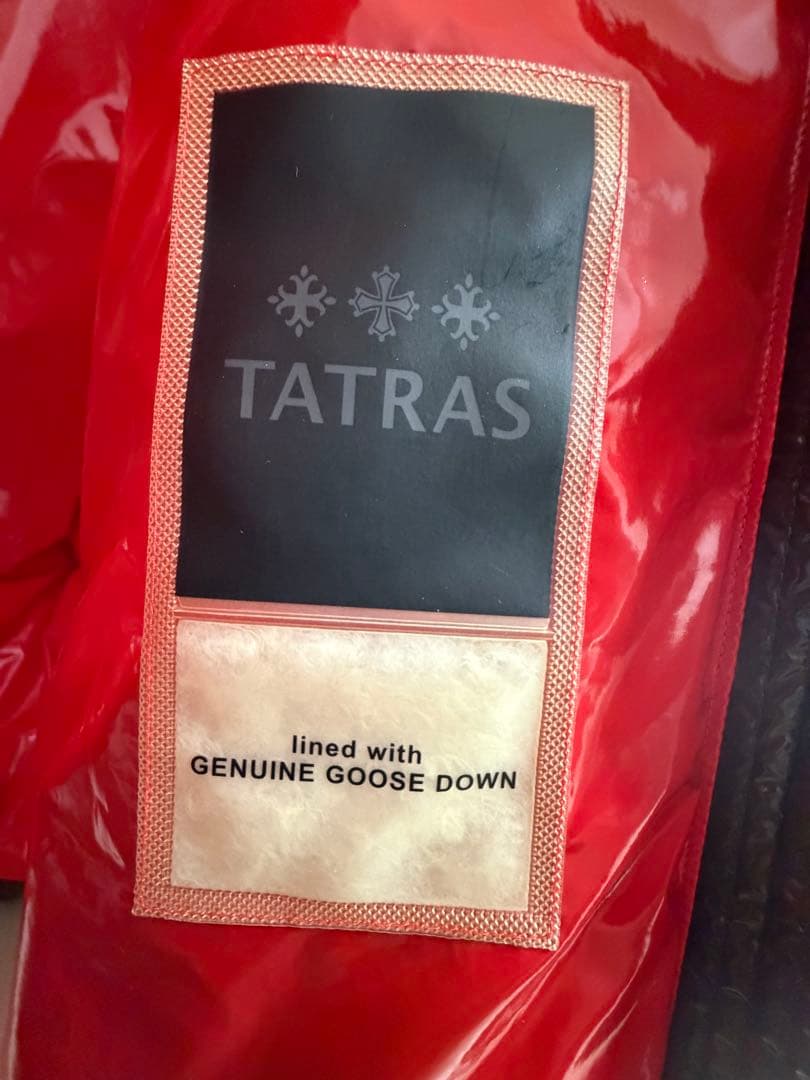 TATRAS
lined with
GENUINE GOOSE DOWN